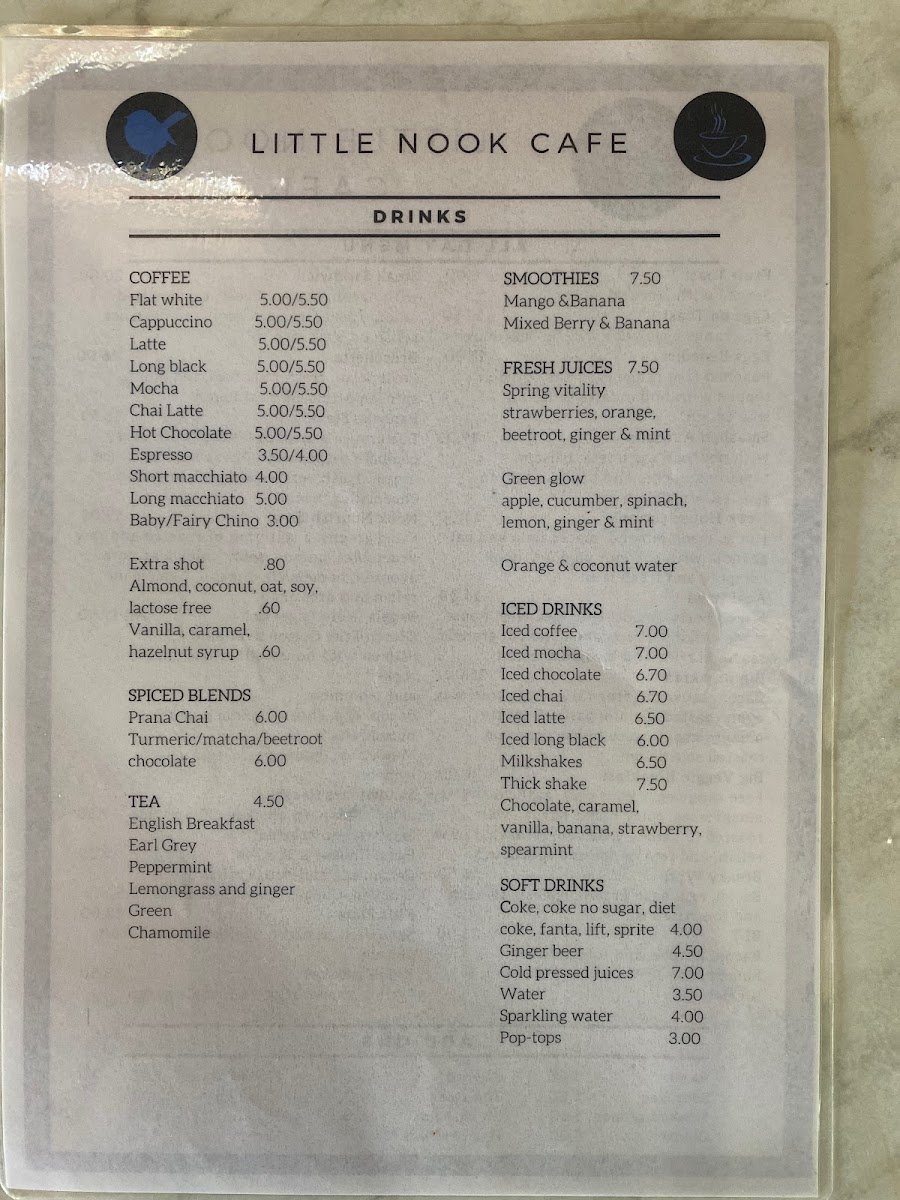 LITTLE NOOK CAFE
DRINKS
COFFEE
Flat white 5.00/5.50
Cappuccino 5.00/5.50
Latte 5.00/5.50
Long black 5.00/5.50
Mocha 5.00/5.50
Chai Latte 5.00/5.50
Hot Chocolate 5.00/5.50
Espresso 3.50/4.00
Short macchiato 4.00
Long macchiato 5.00
Baby/Fairy Chino 3.00
Extra shot .80
Almond, coconut, oat, soy,
lactose free .60
Vanilla, caramel,
hazelnut syrup .60
SPICED BLENDS
Prana Chai 6.00
Turmeric/matcha/beetroot
chocolate 6.00
TEA 4.50
English Breakfast
Earl Grey
Peppermint
Lemongrass and ginger
Green
Chamomile
SMOOTHIES 7.50
Mango &Banana
Mixed Berry & Banana
FRESH JUICES 7.50
Spring vitality
strawberries, orange,
beetroot, ginger & mint
Green glow
apple, cucumber, spinach,
lemon, ginger & mint
Orange & coconut water
ICED DRINKS
Iced coffee 7.00
Iced mocha 7.00
Iced chocolate 6.70
Iced chai 6.70
Iced latte 6.50
Iced long black 6.00
Milkshakes 6.50
Thick shake 7.50
Chocolate, caramel,
vanilla, banana, strawberry,
spearmint
SOFT DRINKS
Coke, coke no sugar, diet
coke, fanta, lift, sprite 4.00
Ginger beer 4.50
Cold pressed juices 7.00
Water 3.50
Sparkling water 4.00
Pop-tops 3.00